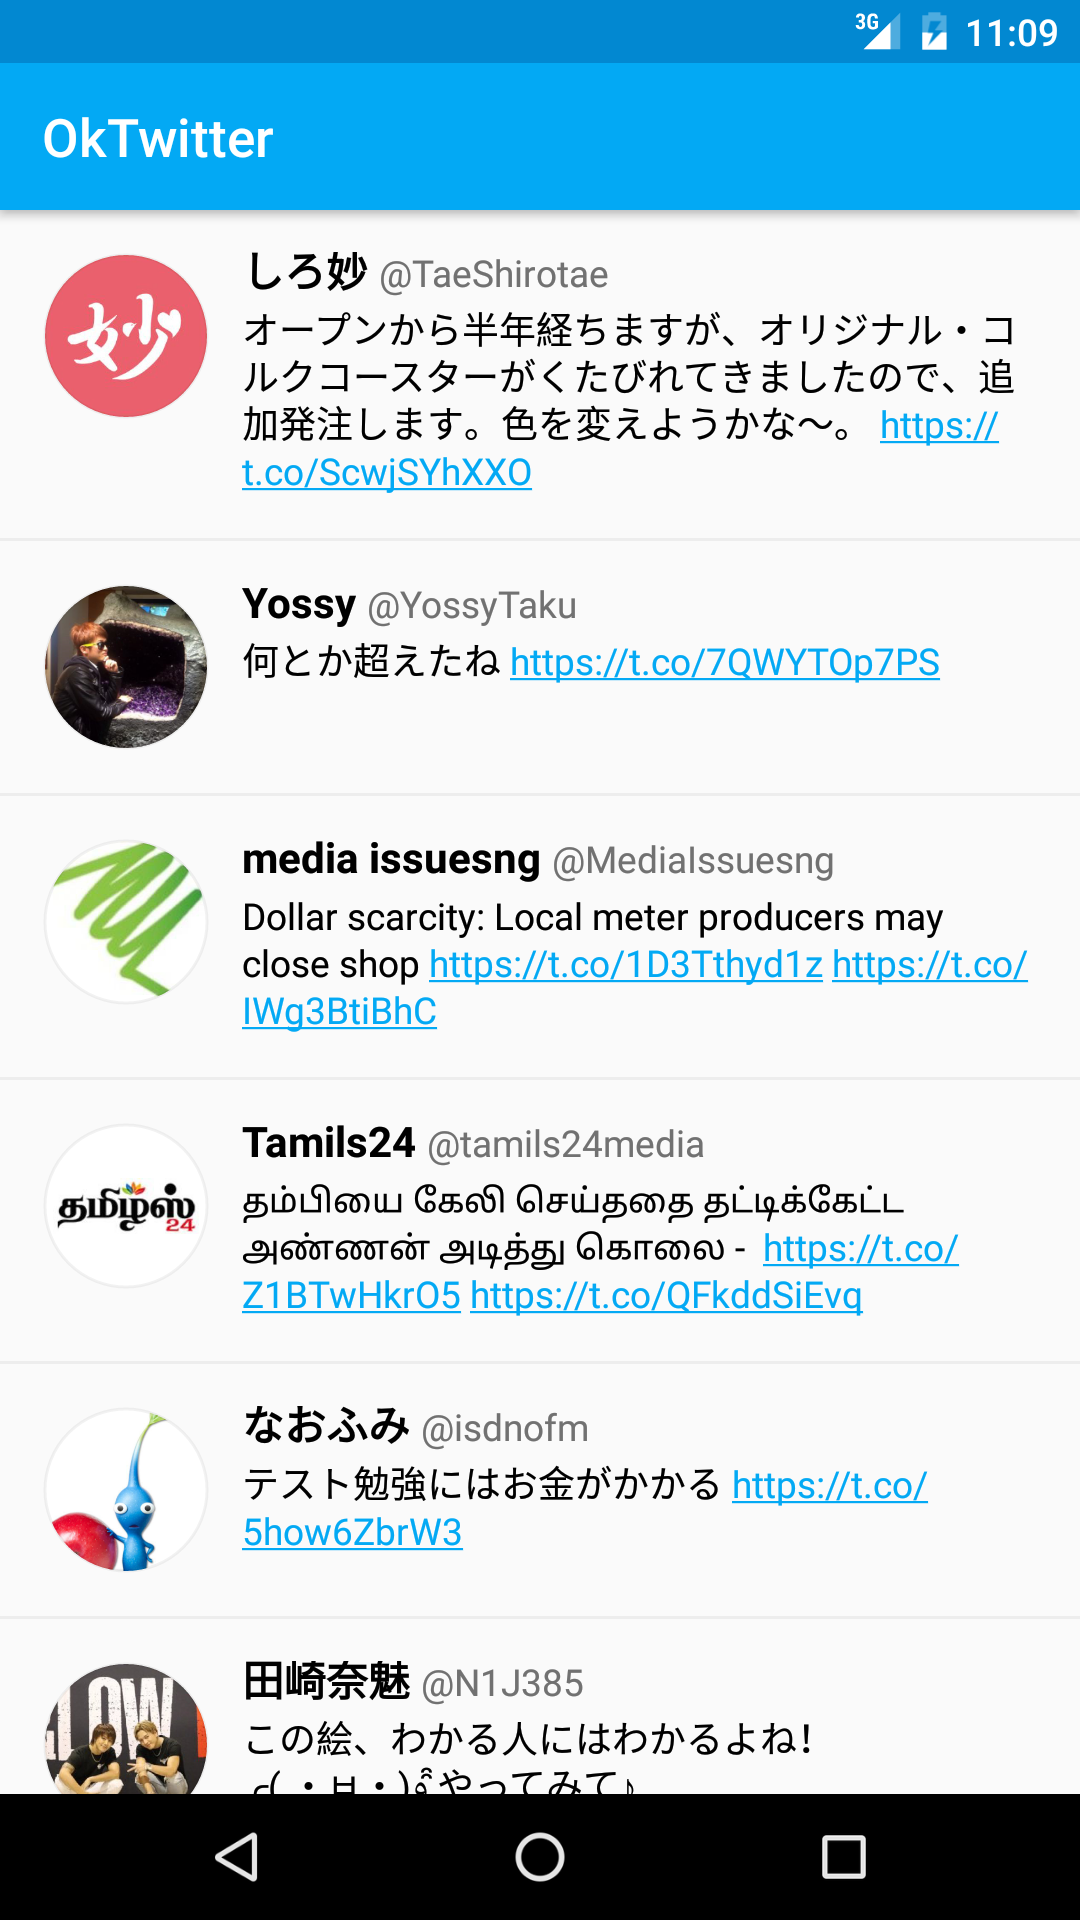 3G 11:09
OkTwitter
妙
しろ妙 @TaeShirotae
オープンから半年経ちますが、オリジナル・コ
ルクコースターがくたびれてきましたので、追
加発注します。色を変えようかな〜。 https://
t.co/ScwjSYhXXO
Yossy @YossyTaku
何とか超えたね https://t.co/7QWYTOp7PS
media issuesng @MediaIssuesng
Dollar scarcity: Local meter producers may
close shop https://t.co/1D3Tthyd1z https://t.co/
IWg3BtiBhC
தமிழ்ஸ்
24
Tamils24 @tamils24media
தம்பியை கேலி செய்ததை தட்டிக்கேட்ட
அண்ணன் அடித்து கொலை - https://t.co/
Z1BTwHkrO5 https://t.co/QFkddSiEvq
なおふみ @isdnofm
テスト勉強にはお金がかかる https://t.co/
5how6ZbrW3
LOW
田崎奈魅 @N1J385
この絵、わかる人にはわかるよね！
やってみて♪